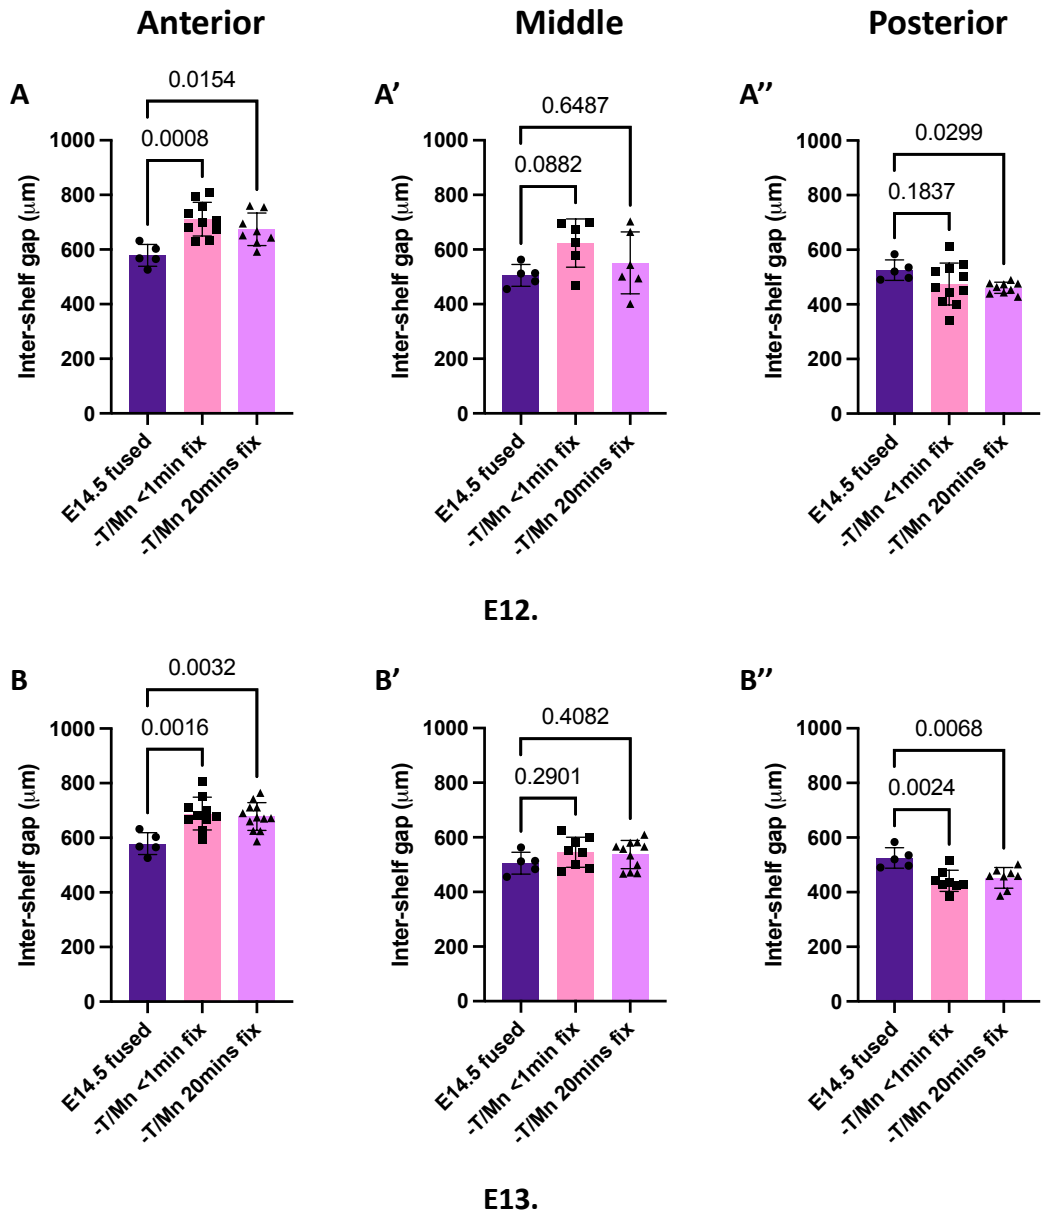 Anterior Middle Posterior
A A' A''
0.0154
0.0008
1000
800
600
400
200
0
Inter-shelf gap (μm)
E14.5 fused
-T/Mn <1min fix
-T/Mn 20mins fix
0.6487
0.0882
1000
800
600
400
200
0
Inter-shelf gap (μm)
E14.5 fused
-T/Mn <1min fix
-T/Mn 20mins fix
0.0299
0.1837
1000
800
600
400
200
0
Inter-shelf gap (μm)
E14.5 fused
-T/Mn <1min fix
-T/Mn 20mins fix
E12.
B B' B''
0.0032
0.0016
1000
800
600
400
200
0
Inter-shelf gap (μm)
E14.5 fused
-T/Mn <1min fix
-T/Mn 20mins fix
0.4082
0.2901
1000
800
600
400
200
0
Inter-shelf gap (μm)
E14.5 fused
-T/Mn <1min fix
-T/Mn 20mins fix
0.0068
0.0024
1000
800
600
400
200
0
Inter-shelf gap (μm)
E14.5 fused
-T/Mn <1min fix
-T/Mn 20mins fix
E13.